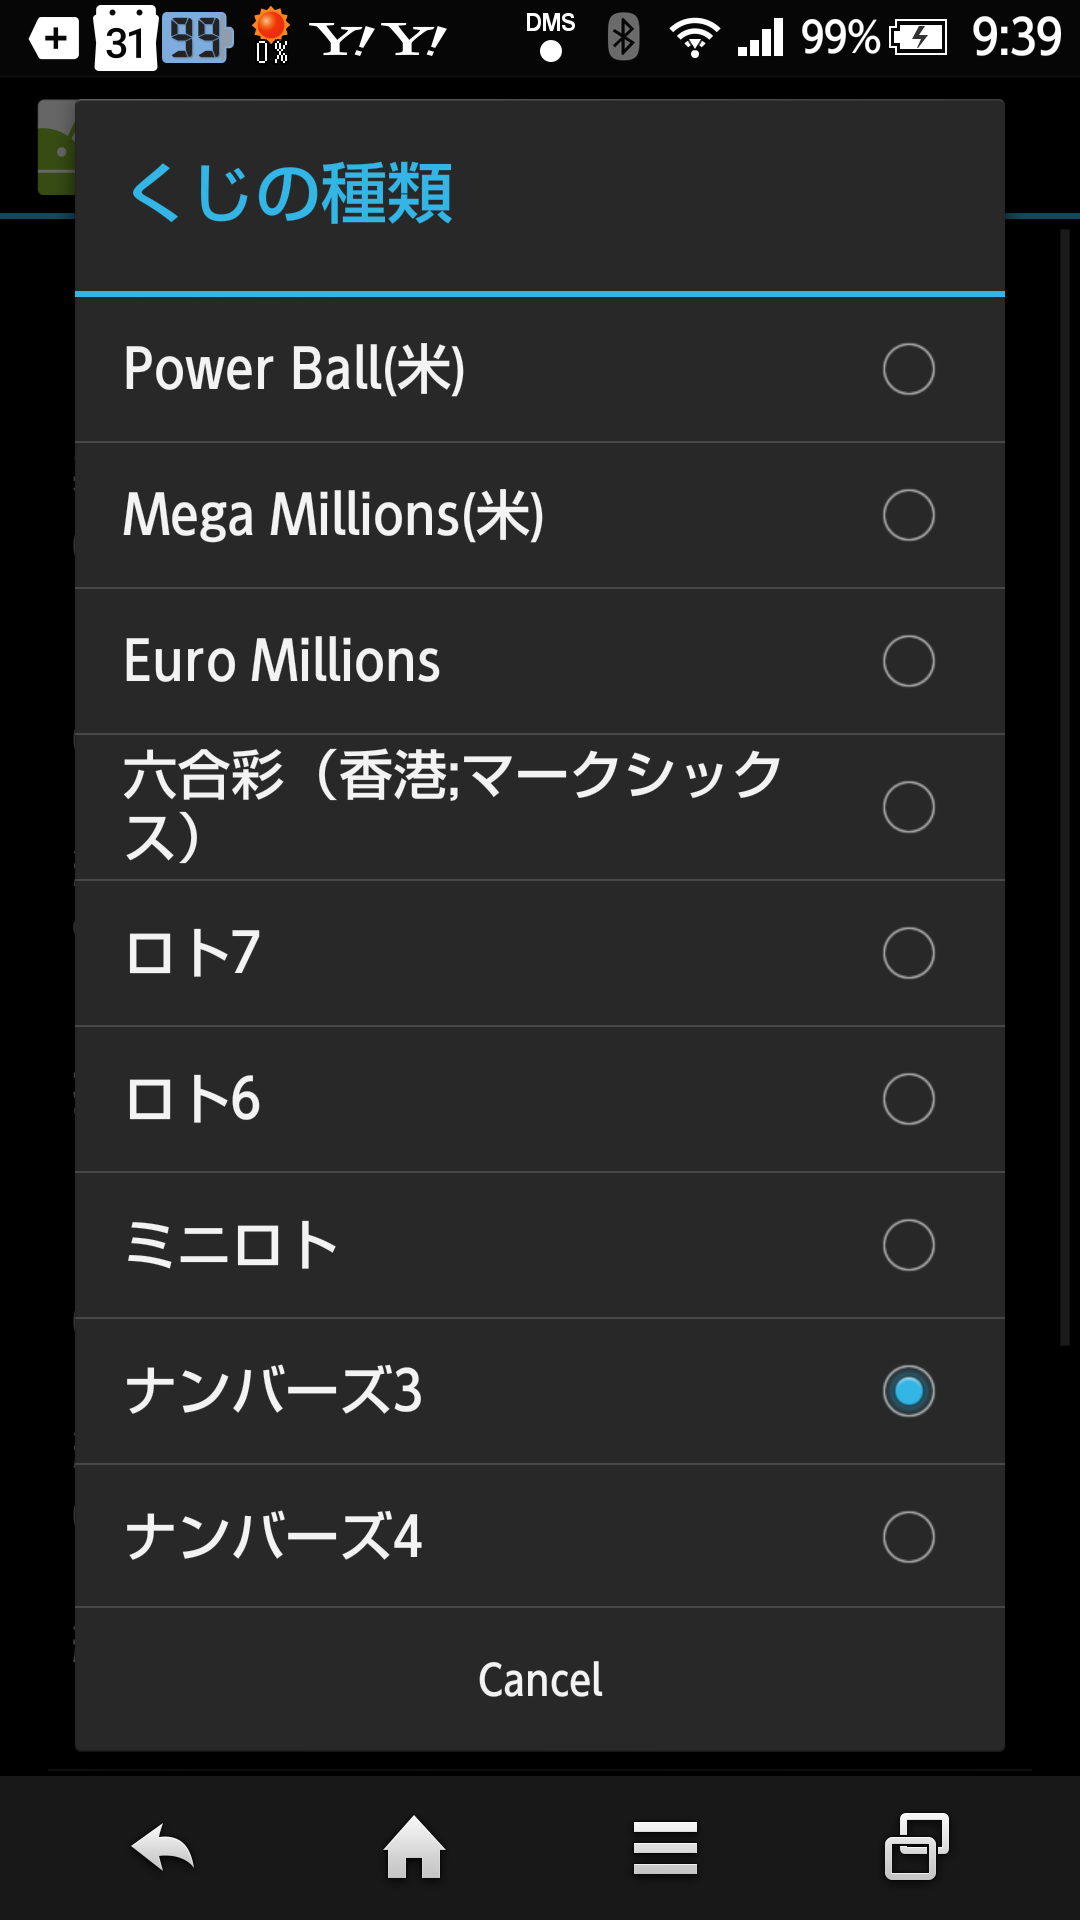 31 99 0% Y! Y! DMS 99% 9:39
くじの種類
Power Ball(米)
Mega Millions(米)
Euro Millions
六合彩（香港;マークシック
ス）
ロト7
ロト6
ミニロト
ナンバーズ3
ナンバーズ4
Cancel